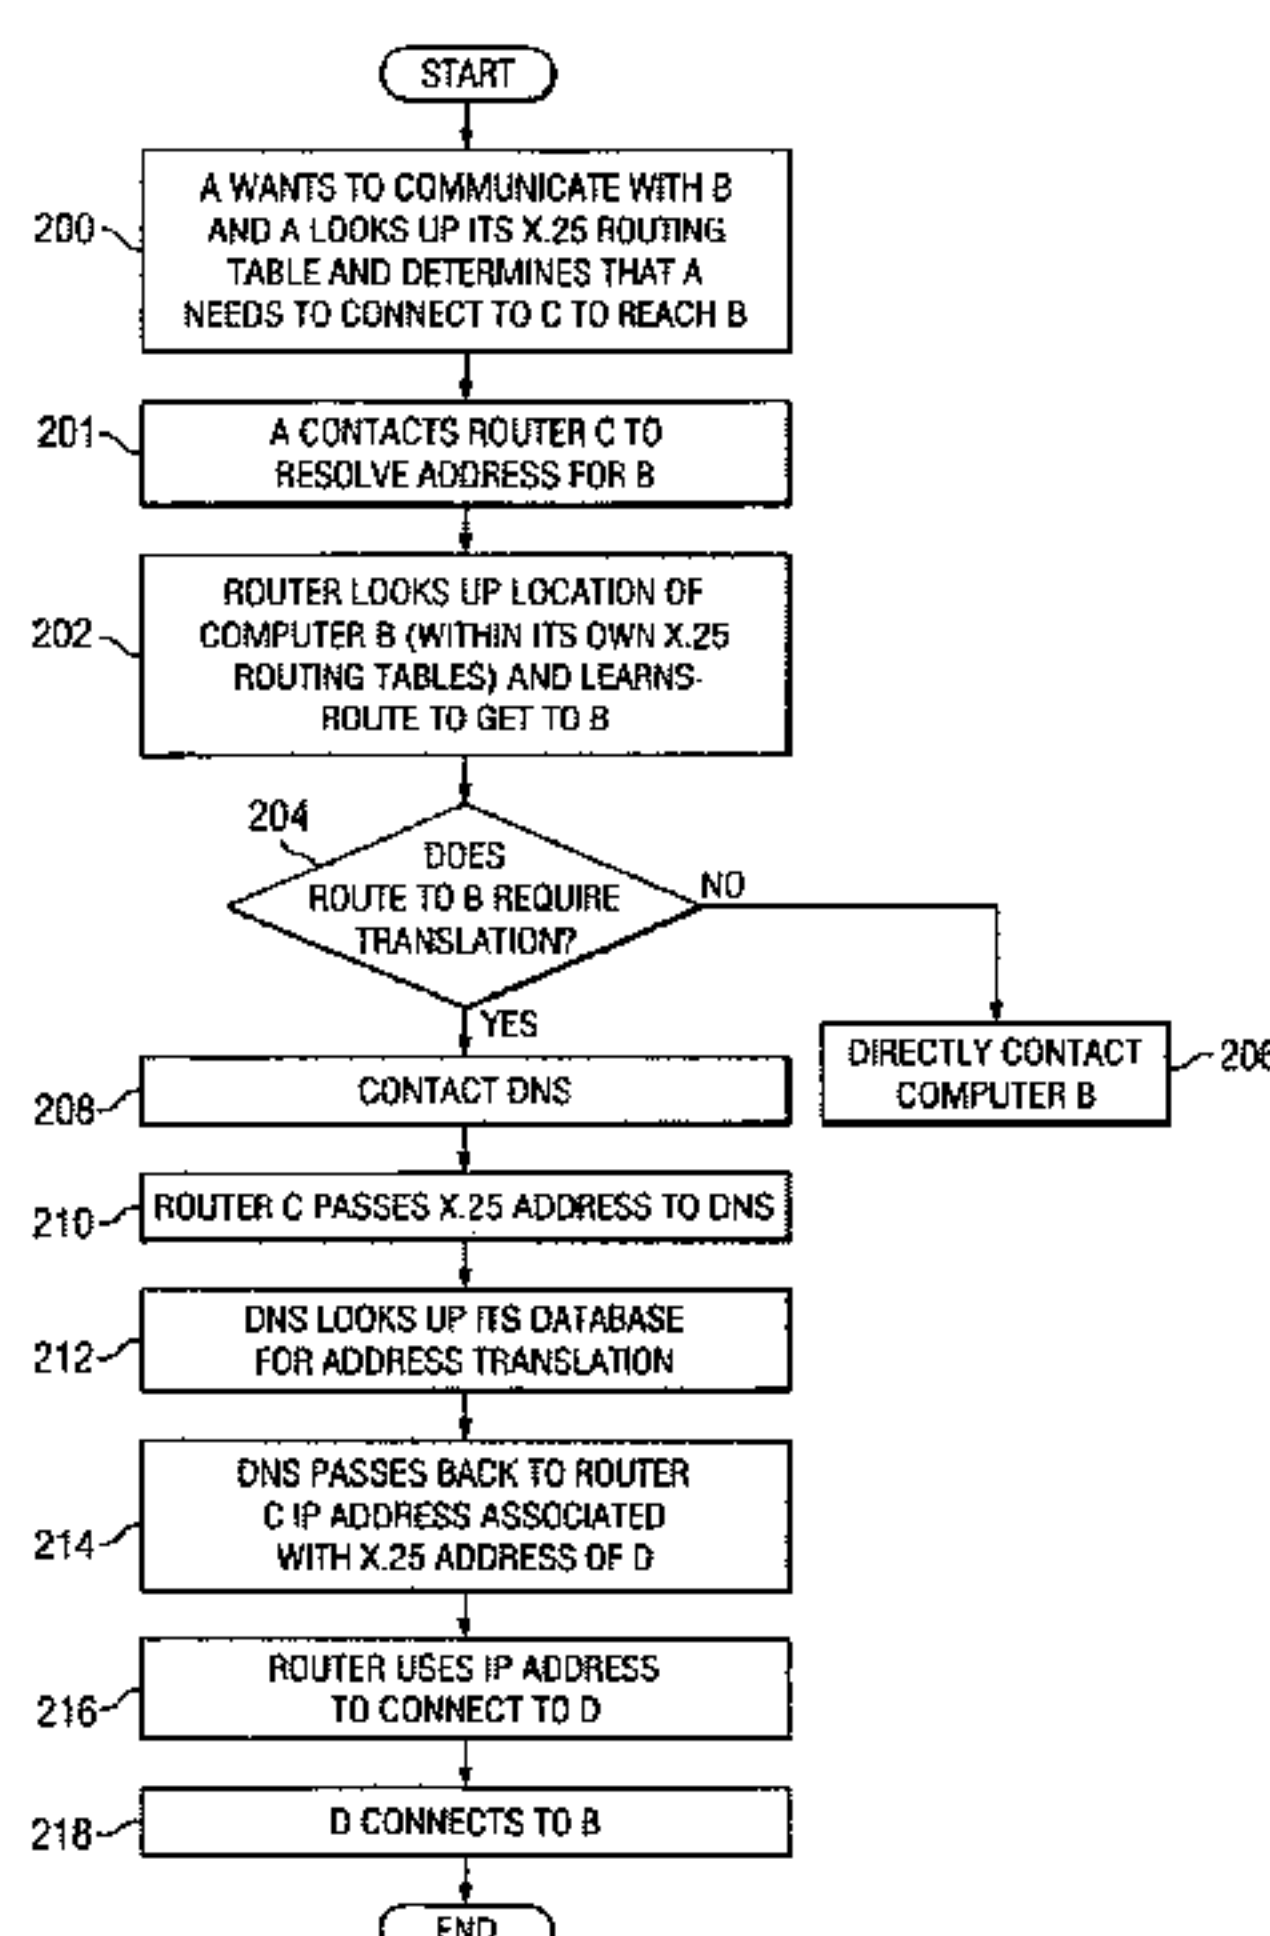 START
200
A WANTS TO COMMUNICATE WITH B
AND A LOOKS UP ITS X.25 ROUTING
TABLE AND DETERMINES THAT A
NEEDS TO CONNECT TO C TO REACH B
201
A CONTACTS ROUTER C TO
RESOLVE ADDRESS FOR B
202
ROUTER LOOKS UP LOCATION OF
COMPUTER B (WITHIN ITS OWN X.25
ROUTING TABLES) AND LEARNS-
ROUTE TO GET TO B
204
DOES
ROUTE TO B REQUIRE
TRANSLATION?
NO
YES
DIRECTLY CONTACT
COMPUTER B
206
208
CONTACT DNS
210
ROUTER C PASSES X.25 ADDRESS TO DNS
212
DNS LOOKS UP ITS DATABASE
FOR ADDRESS TRANSLATION
214
DNS PASSES BACK TO ROUTER
C IP ADDRESS ASSOCIATED
WITH X.25 ADDRESS OF D
216
ROUTER USES IP ADDRESS
TO CONNECT TO D
218
D CONNECTS TO B
END